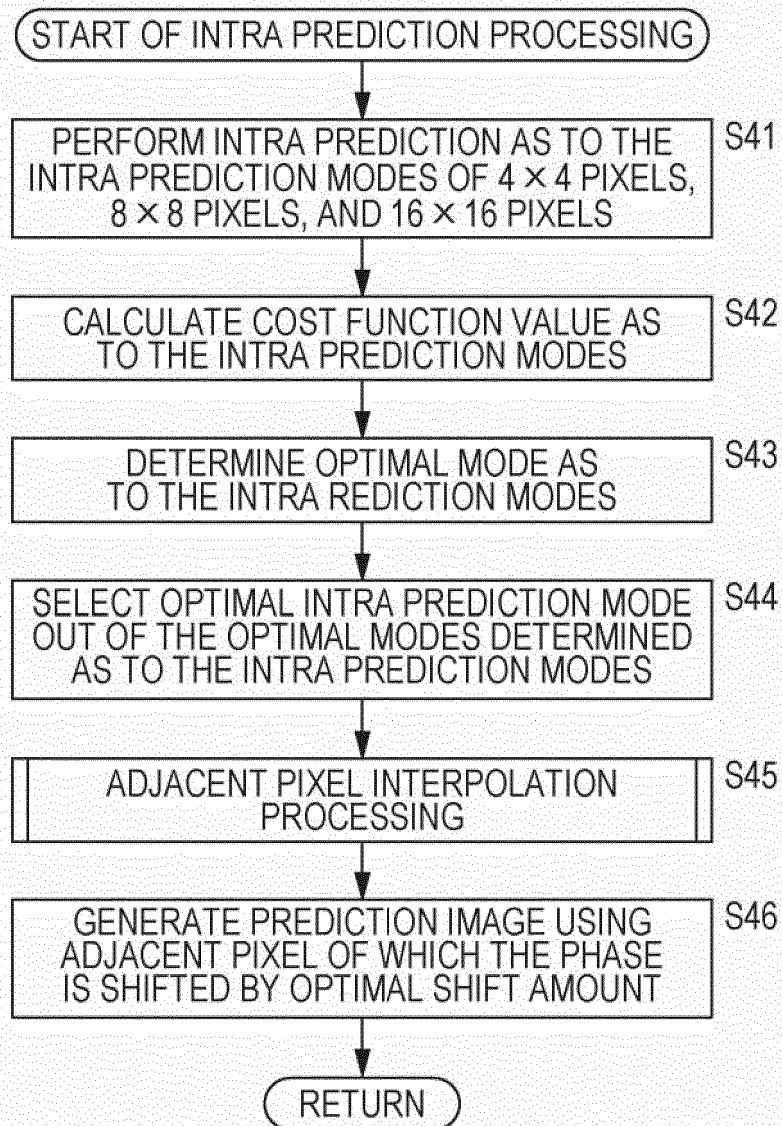 START OF INTRA PREDICTION PROCESSING
PERFORM INTRA PREDICTION AS TO THE
INTRA PREDICTION MODES OF 4 × 4 PIXELS,
8 × 8 PIXELS, AND 16 × 16 PIXELS
S41
CALCULATE COST FUNCTION VALUE AS
TO THE INTRA PREDICTION MODES
S42
DETERMINE OPTIMAL MODE AS
TO THE INTRA REDICTION MODES
S43
SELECT OPTIMAL INTRA PREDICTION MODE
OUT OF THE OPTIMAL MODES DETERMINED
AS TO THE INTRA PREDICTION MODES
S44
ADJACENT PIXEL INTERPOLATION
PROCESSING
S45
GENERATE PREDICTION IMAGE USING
ADJACENT PIXEL OF WHICH THE PHASE
IS SHIFTED BY OPTIMAL SHIFT AMOUNT
S46
RETURN